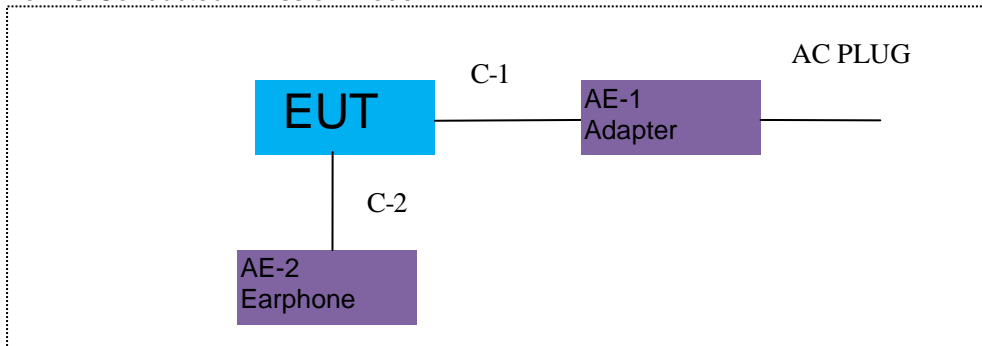 AC PLUG
C-1
EUT
AE-1
Adapter
C-2
AE-2
Earphone